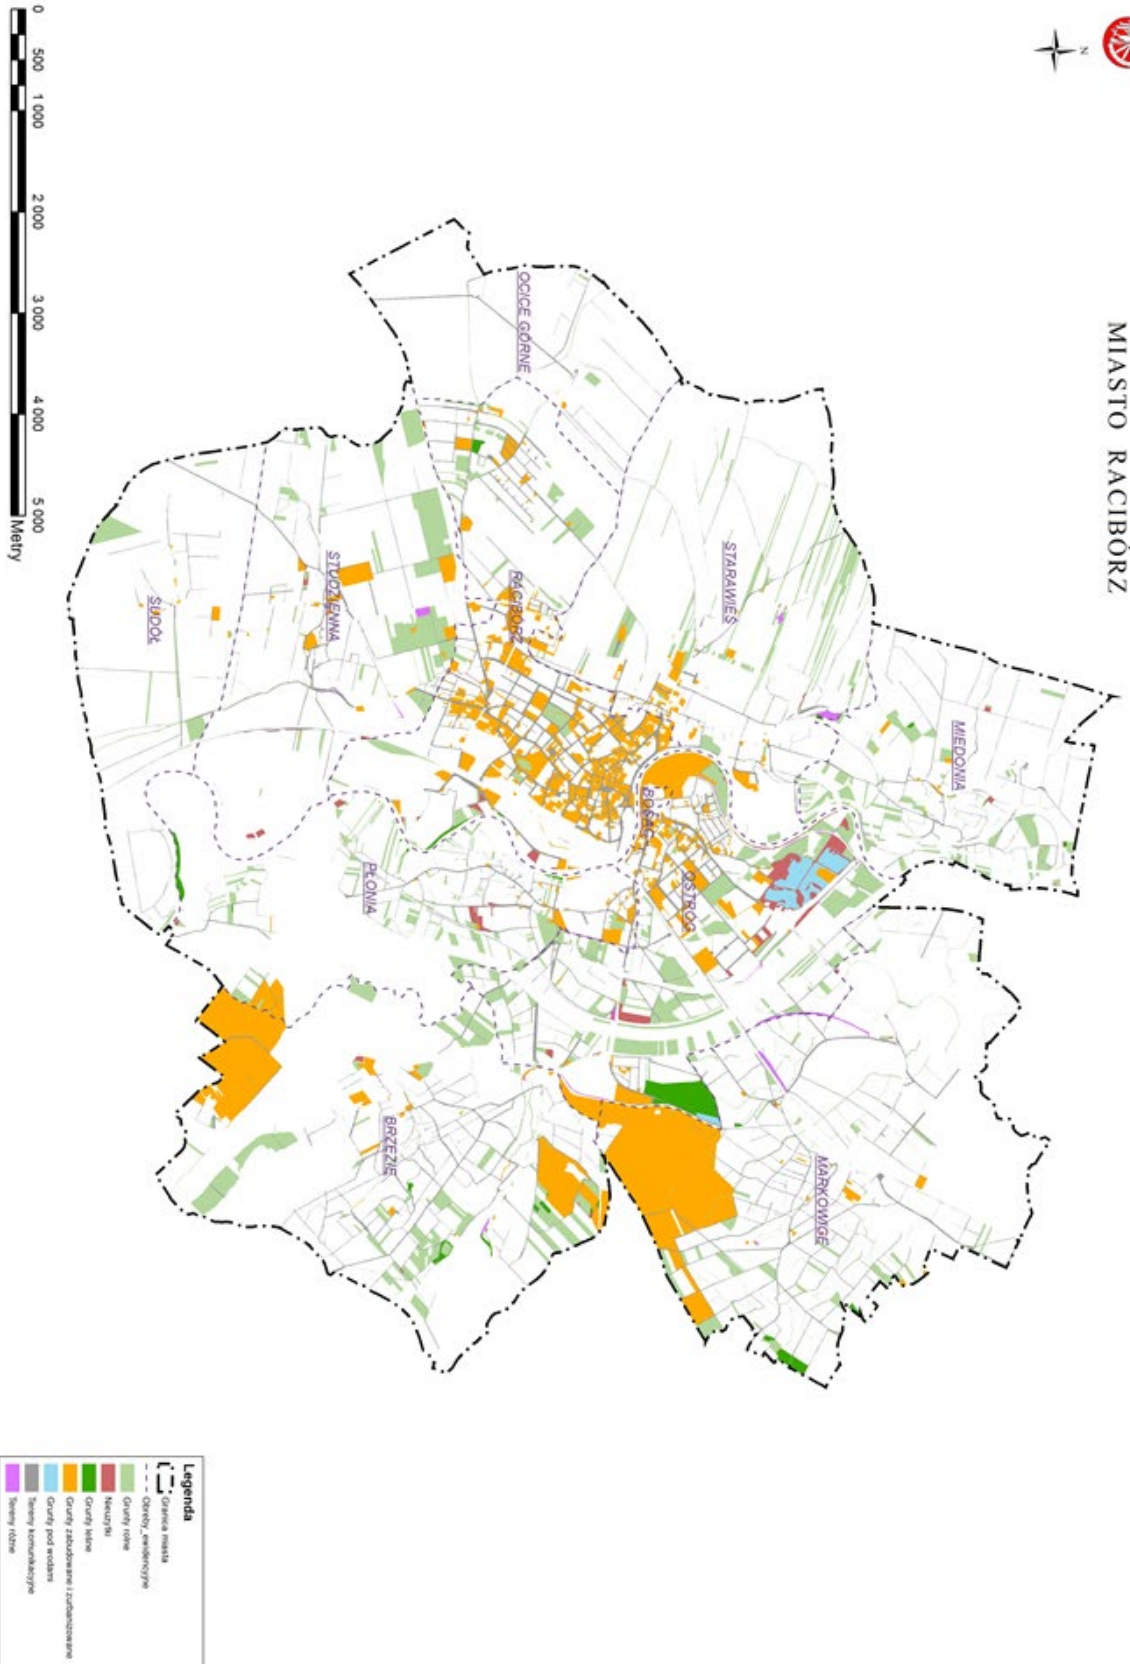 MIASTO RACIBÓRZ
N
OCICE GÓRNE
STARAWIEŚ
MIEDONIA
RACIBÓRZ
STUDZIENNA
SUDÓŁ
BOSAC
OSTRÓG
PŁONIA
BRZEZIE
MARKOWICE
0 500 1 000 2 000 3 000 4 000 5 000
Metry
Legenda
Granica miasta
Obreby_ewidencyjne
Grunty rolne
Nieużytki
Grunty leśne
Grunty zabudowane i zurbanizowane
Grunty pod wodami
Tereny komunikacyjne
Tereny różne